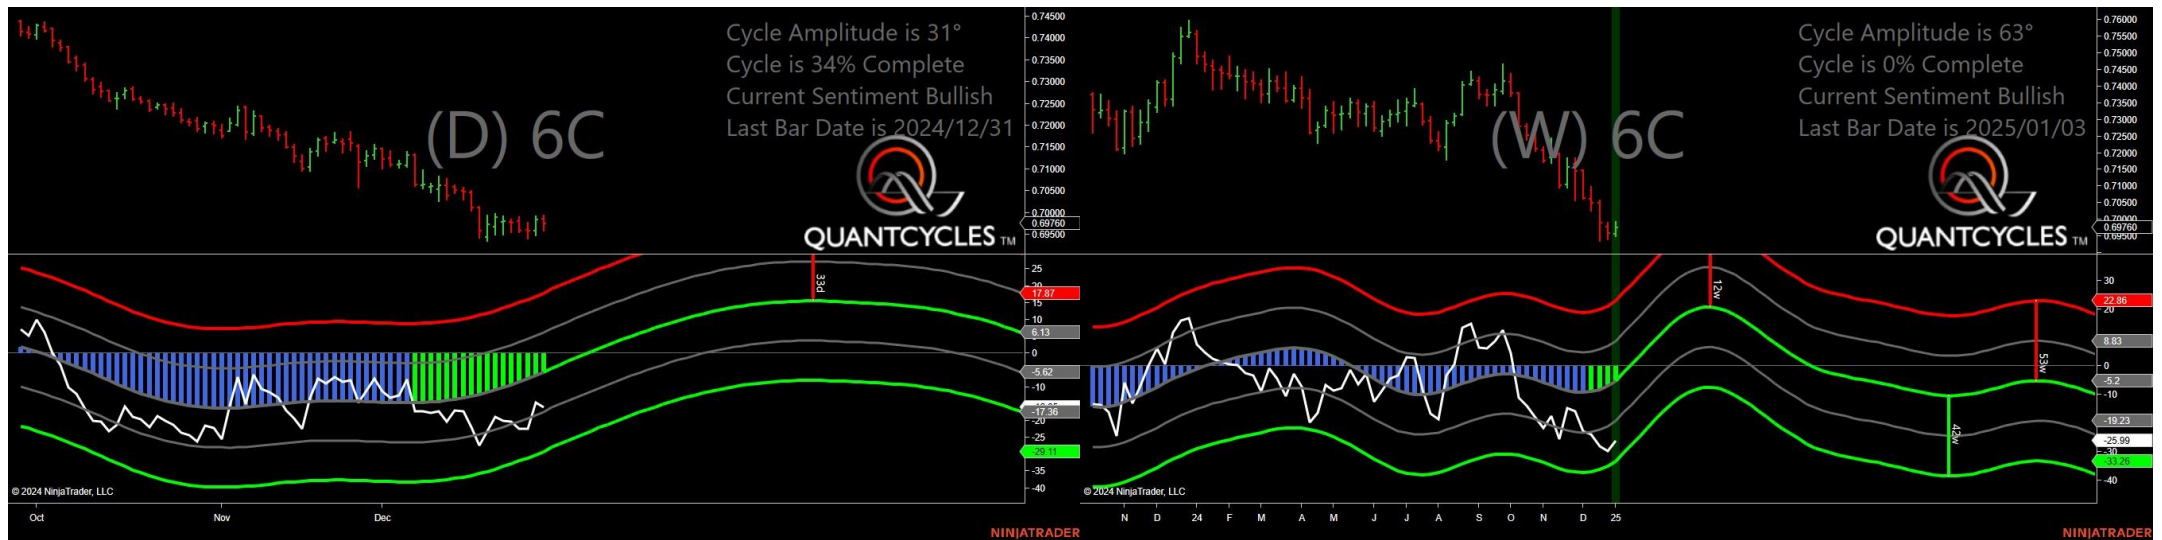 Cycle Amplitude is 31°
Cycle is 34% Complete
Current Sentiment Bullish
Last Bar Date is 2024/12/31
(D) 6C
QUANTCYCLES TM
0.74500
0.74000
0.73500
0.73000
0.72500
0.72000
0.71500
0.71000
0.70500
0.70000
0.69760
0.69500
33d
25
20
17.87
15
10
6.13
0
-5.62
-10
-17.36
-20
-25
-29.11
-35
-40
© 2024 NinjaTrader, LLC
Oct Nov Dec
NINJATRADER
Cycle Amplitude is 63°
Cycle is 0% Complete
Current Sentiment Bullish
Last Bar Date is 2025/01/03
(W) 6C
QUANTCYCLES TM
0.76000
0.75500
0.75000
0.74500
0.74000
0.73500
0.73000
0.72500
0.72000
0.71500
0.71000
0.70500
0.70000
0.69760
0.69500
12w
53w
42w
30
22.86
20
8.83
0
-5.2
-10
-19.23
-25.99
-30
-33.26
-40
© 2024 NinjaTrader, LLC
N D 24 F M A M J J A S O N D 25
NINJATRADER